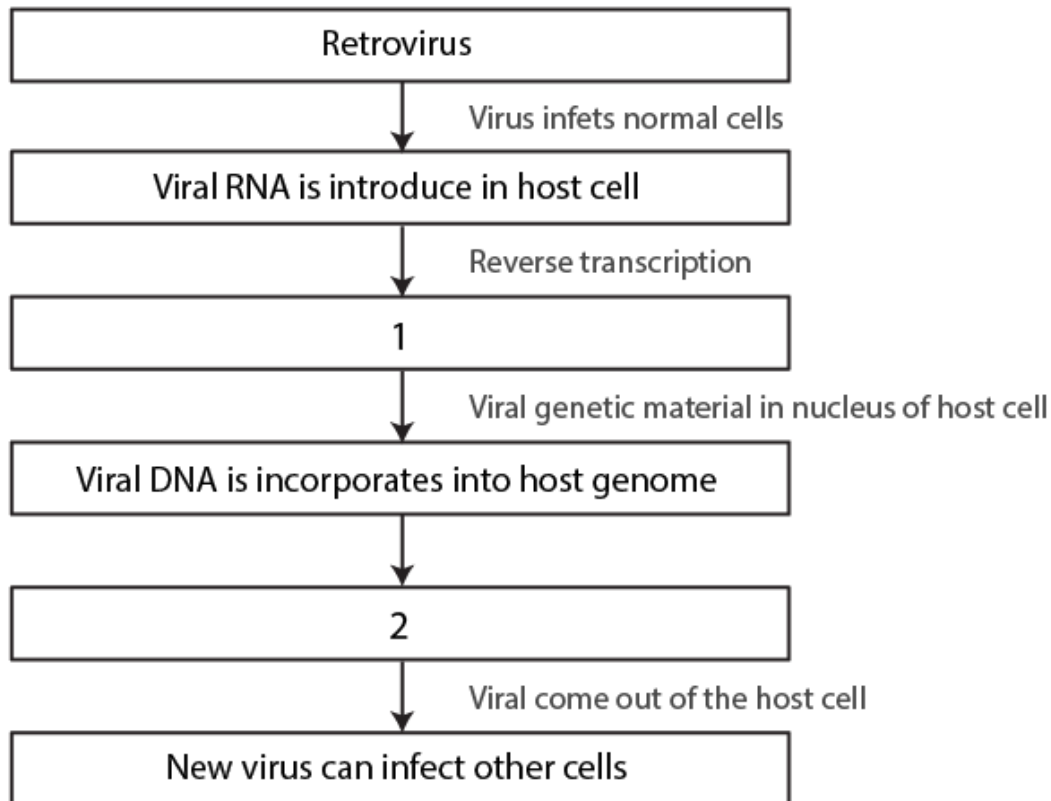 Retrovirus
Virus infets normal cells
Viral RNA is introduce in host cell
Reverse transcription
1
Viral genetic material in nucleus of host cell
Viral DNA is incorporates into host genome
2
Viral come out of the host cell
New virus can infect other cells